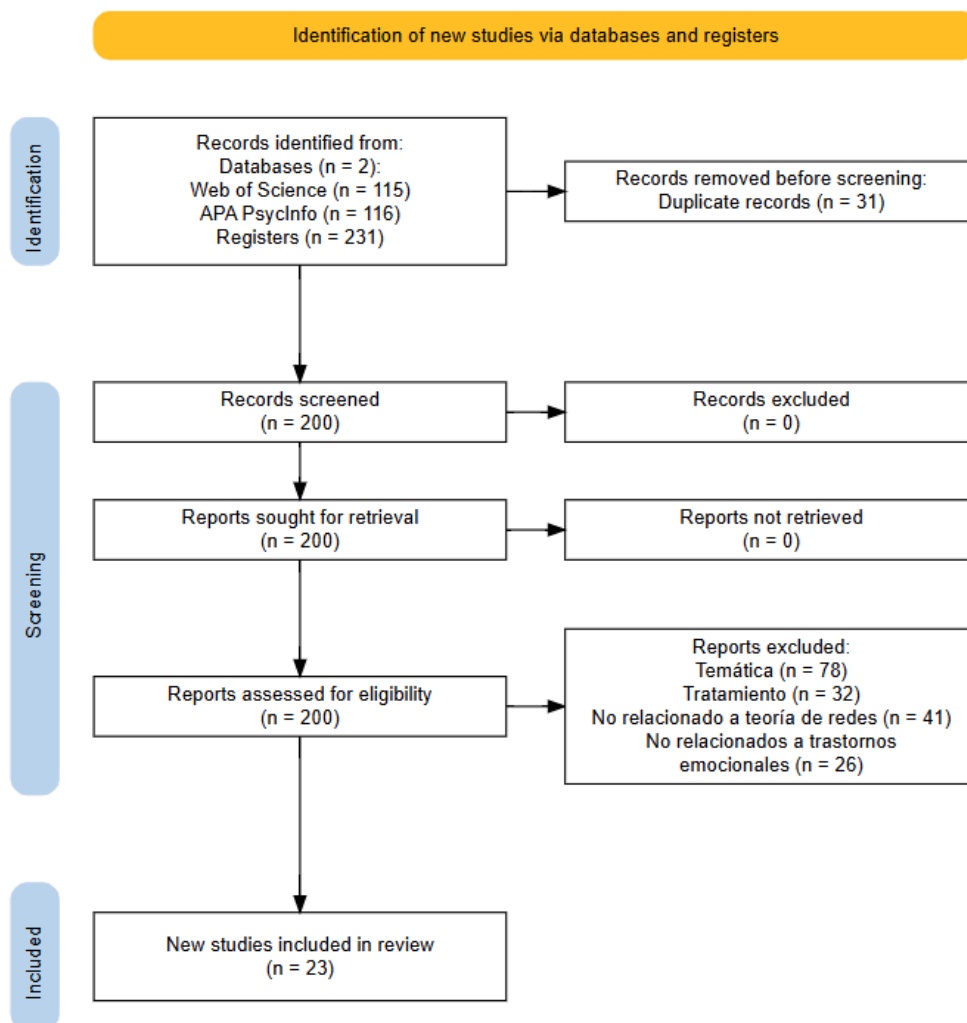 Identification of new studies via databases and registers
Identification
Records identified from:
Databases (n = 2):
Web of Science (n = 115)
APA PsycInfo (n = 116)
Registers (n = 231)
Records removed before screening:
Duplicate records (n = 31)
Screening
Records screened
(n = 200)
Records excluded
(n = 0)
Reports sought for retrieval
(n = 200)
Reports not retrieved
(n = 0)
Reports assessed for eligibility
(n = 200)
Reports excluded:
Temática (n = 78)
Tratamiento (n = 32)
No relacionado a teoría de redes (n = 41)
No relacionados a trastornos
emocionales (n = 26)
Included
New studies included in review
(n = 23)